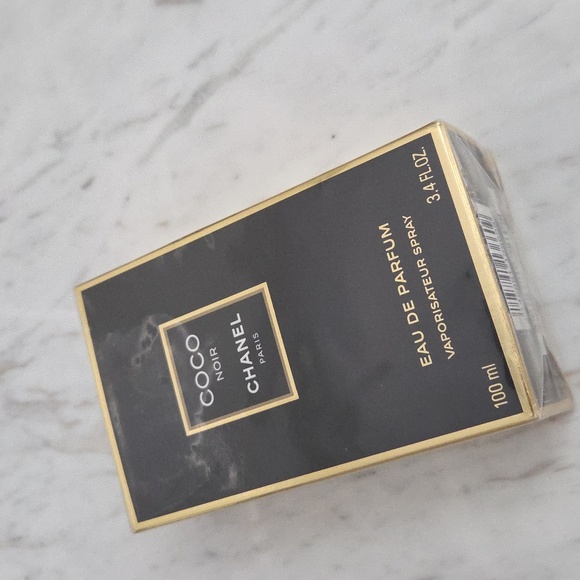 COCO
NOIR
CHANEL
PARIS
EAU DE PARFUM
VAPORISATEUR SPRAY
100 ml
3.4 FL.OZ.